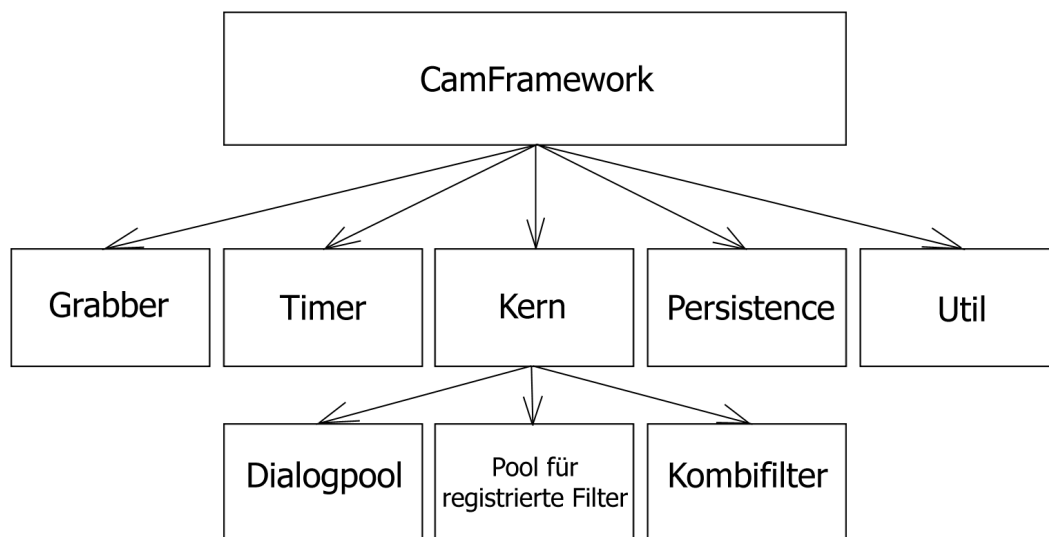 CamFramework
Grabber
Timer
Kern
Persistence
Util
Dialogpool
Pool für
registrierte Filter
Kombifilter